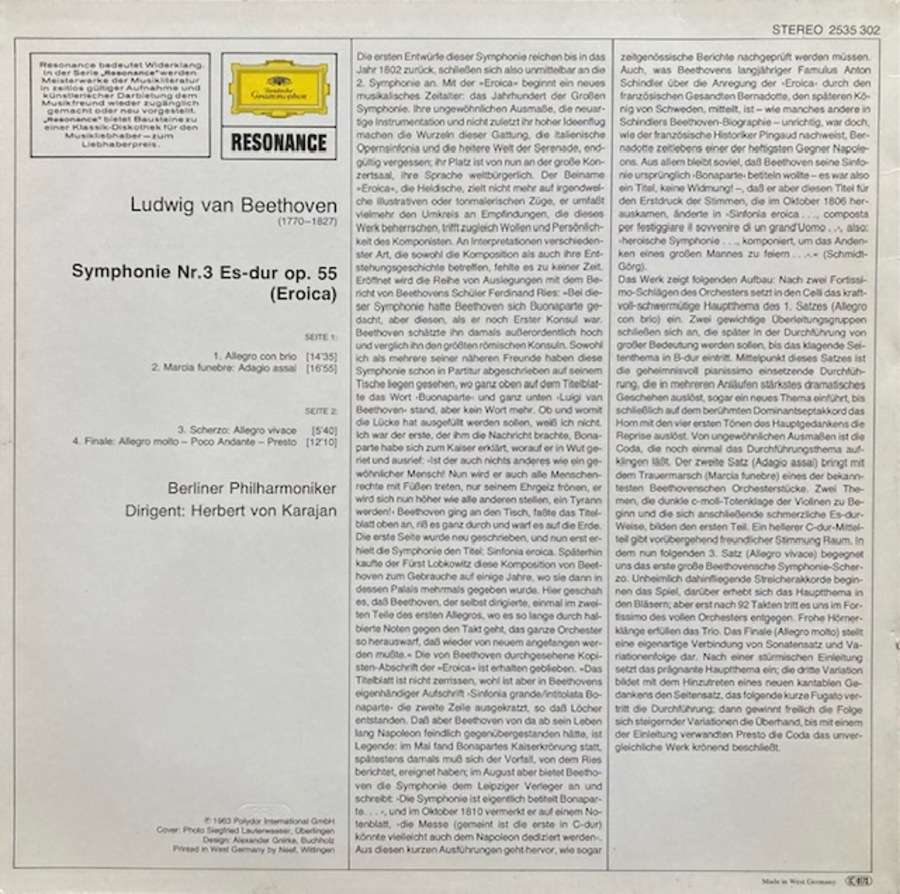 STEREO 2535 302
Resonance bedeutet Widerklang.
In der Serie „Resonance“ werden
Meisterwerke der Musikliteratur
in zeitlos gültiger Aufnahme und
künstlerischer Darbietung dem
Musikfreund wieder zugänglich
gemacht oder neu vorgestellt.
„Resonance“ bietet Bausteine zu
einer Klassik-Diskothek für den
Musikliebhaber – zum
Liebhaberpreis.
Deutsche
Grammophon
RESONANCE
Ludwig van Beethoven
(1770–1827)
Symphonie Nr. 3 Es-dur op. 55
(Eroica)
SEITE 1:
1. Allegro con brio [14'35]
2. Marcia funebre: Adagio assai [16'55]
SEITE 2:
3. Scherzo: Allegro vivace [5'40]
4. Finale: Allegro molto – Poco Andante – Presto [12'10]
Berliner Philharmoniker
Dirigent: Herbert von Karajan
℗ 1963 Polydor International GmbH
Cover: Photo Siegfried Lauterwasser, Überlingen
Design: Alexander Gnirke, Buchholz
Printed in West Germany by Neef, Wittingen
Die ersten Entwürfe dieser Symphonie reichen bis in das
Jahr 1802 zurück, schließen sich also unmittelbar an die
2. Symphonie an. Mit der »Eroica« beginnt ein neues
musikalisches Zeitalter: das Jahrhundert der Großen
Symphonie. Ihre ungewöhnlichen Ausmaße, die neuar-
tige Instrumentation und nicht zuletzt ihr hoher Ideenflug
machen die Wurzeln dieser Gattung, die italienische
Opernsinfonia und die heitere Welt der Serenade, end-
gültig vergessen; ihr Platz ist von nun an der große Kon-
zertsaal, ihre Sprache weltbürgerlich. Der Beiname
»Eroica«, die Heldische, zielt nicht mehr auf irgendwel-
che illustrativen oder tonmalerischen Züge, er umfaßt
vielmehr den Umkreis an Empfindungen, die dieses
Werk beherrschen, trifft zugleich Wollen und Persönlich-
keit des Komponisten. An Interpretationen verschieden-
ster Art, die sowohl die Komposition als auch ihre Ent-
stehungsgeschichte betreffen, fehlte es zu keiner Zeit.
Eröffnet wird die Reihe von Auslegungen mit dem Be-
richt von Beethovens Schüler Ferdinand Ries: »Bei die-
ser Symphonie hatte Beethoven sich Buonaparte ge-
dacht, aber diesen, als er noch Erster Konsul war.
Beethoven schätzte ihn damals außerordentlich hoch
und verglich ihn den größten römischen Konsuln. Sowohl
ich als mehrere seiner näheren Freunde haben diese
Symphonie schon in Partitur abgeschrieben auf seinem
Tische liegen gesehen, wo ganz oben auf dem Titelblat-
te das Wort ›Buonaparte‹ und ganz unten ›Luigi van
Beethoven‹ stand, aber kein Wort mehr. Ob und womit
die Lücke hat ausgefüllt werden sollen, weiß ich nicht.
Ich war der erste, der ihm die Nachricht brachte, Bona-
parte habe sich zum Kaiser erklärt, worauf er in Wut ge-
riet und ausrief: ›Ist der auch nichts anderes wie ein ge-
wöhnlicher Mensch! Nun wird er auch alle Menschen-
rechte mit Füßen treten, nur seinem Ehrgeiz frönen, er
wird sich nun höher wie alle anderen stellen, ein Tyrann
werden!‹ Beethoven ging an den Tisch, faßte das Titel-
blatt oben an, riß es ganz durch und warf es auf die Erde.
Die erste Seite wurde neu geschrieben, und nun erst er-
hielt die Symphonie den Titel: Sinfonia eroica. Späterhin
kaufte der Fürst Lobkowitz diese Komposition von Beet-
hoven zum Gebrauche auf einige Jahre, wo sie dann in
dessen Palais mehrmals gegeben wurde. Hier geschah
es, daß Beethoven, der selbst dirigierte, einmal im zwei-
ten Teile des ersten Allegros, wo es so lange durch hal-
bierte Noten gegen den Takt geht, das ganze Orchester
so herauswarf, daß wieder von neuem angefangen wer-
den mußte.« Die von Beethoven durchgesehene Kopi-
sten-Abschrift der »Eroica« ist erhalten geblieben. »Das
Titelblatt ist nicht zerrissen, wohl ist aber in Beethovens
eigenhändiger Aufschrift ›Sinfonia grande/intitolata Bo-
naparte‹ die zweite Zeile ausgekratzt, so daß Löcher
entstanden. Daß aber Beethoven von da ab sein Leben
lang Napoleon feindlich gegenübergestanden hätte, ist
Legende: im Mai fand Bonapartes Kaiserkrönung statt,
spätestens damals muß sich der Vorfall, von dem Ries
berichtet, ereignet haben; im August aber bietet Beetho-
ven die Symphonie dem Leipziger Verleger an und
schreibt: ›Die Symphonie ist eigentlich betitelt Bonapar-
te. . . .‹, und im Oktober 1810 vermerkt er auf einem No-
tenblatt, ›die Messe (gemeint ist die erste in C-dur)
könnte vielleicht auch dem Napoleon dediziert werden‹.
Aus diesen kurzen Ausführungen geht hervor, wie sogar
zeitgenössische Berichte nachgeprüft werden müssen.
Auch, was Beethovens langjähriger Famulus Anton
Schindler über die Anregung der ›Eroica‹ durch den
französischen Gesandten Bernadotte, den späteren Kö-
nig von Schweden, mitteilt, ist – wie manches andere in
Schindlers Beethoven-Biographie – unrichtig, war doch,
wie der französische Historiker Pingaud nachweist, Ber-
nadotte zeitlebens einer der heftigsten Gegner Napole-
ons. Aus allem bleibt soviel, daß Beethoven seine Sinfo-
nie ursprünglich ›Bonaparte‹ betiteln wollte – es war also
ein Titel, keine Widmung! –, daß er aber diesen Titel für
den Erstdruck der Stimmen, die im Oktober 1806 her-
auskamen, änderte in ›Sinfonia eroica . . ., composta
per festiggiare il sovvenire di un grand'Uomo . . .‹, also:
›heroische Symphonie . . ., komponiert, um das Anden-
ken eines großen Mannes zu feiern . . .‹.« (Schmidt-
Görg).
Das Werk zeigt folgenden Aufbau: Nach zwei Fortissi-
mo-Schlägen des Orchesters setzt in den Celli das kraft-
voll-schwermütige Hauptthema des 1. Satzes (Allegro
con brio) ein. Zwei gewichtige Überleitungsgruppen
schließen sich an, die später in der Durchführung von
großer Bedeutung werden sollen, bis das klagende Sei-
tenthema in B-dur eintritt. Mittelpunkt dieses Satzes ist
die geheimnisvoll pianissimo einsetzende Durchfüh-
rung, die in mehreren Anläufen stärkstes dramatisches
Geschehen auslöst, sogar ein neues Thema einführt, bis
schließlich auf dem berühmten Dominantseptakkord das
Horn mit den vier ersten Tönen des Hauptgedankens die
Reprise auslöst. Von ungewöhnlichen Ausmaßen ist die
Coda, die noch einmal das Durchführungsthema auf-
klingen läßt. Der zweite Satz (Adagio assai) bringt mit
dem Trauermarsch (Marcia funebre) eines der bekann-
testen Beethovenschen Orchesterstücke. Zwei The-
men, die dunkle c-moll-Totenklage der Violinen zu Be-
ginn und die sich anschließende schmerzliche Es-dur-
Weise, bilden den ersten Teil. Ein hellerer C-dur-Mittel-
teil gibt vorübergehend freundlicher Stimmung Raum. In
dem nun folgenden 3. Satz (Allegro vivace) begegnet
uns das erste große Beethovensche Symphonie-Scher-
zo. Unheimlich dahinfliegende Streicherakkorde begin-
nen das Spiel, darüber erhebt sich das Hauptthema in
den Bläsern; aber erst nach 92 Takten tritt es uns im For-
tissimo des vollen Orchesters entgegen. Frohe Hörner-
klänge erfüllen das Trio. Das Finale (Allegro molto) stellt
eine eigenartige Verbindung von Sonatensatz und Va-
riationenfolge dar. Nach einer stürmischen Einleitung
setzt das prägnante Hauptthema ein; die dritte Variation
bildet mit dem Hinzutreten eines neuen kantablen Ge-
dankens den Seitensatz, das folgende kurze Fugato ver-
tritt die Durchführung; dann gewinnt freilich die Folge
sich steigernder Variationen die Überhand, bis mit einem
der Einleitung verwandten Presto die Coda das unver-
gleichliche Werk krönend beschließt.
Made in West Germany